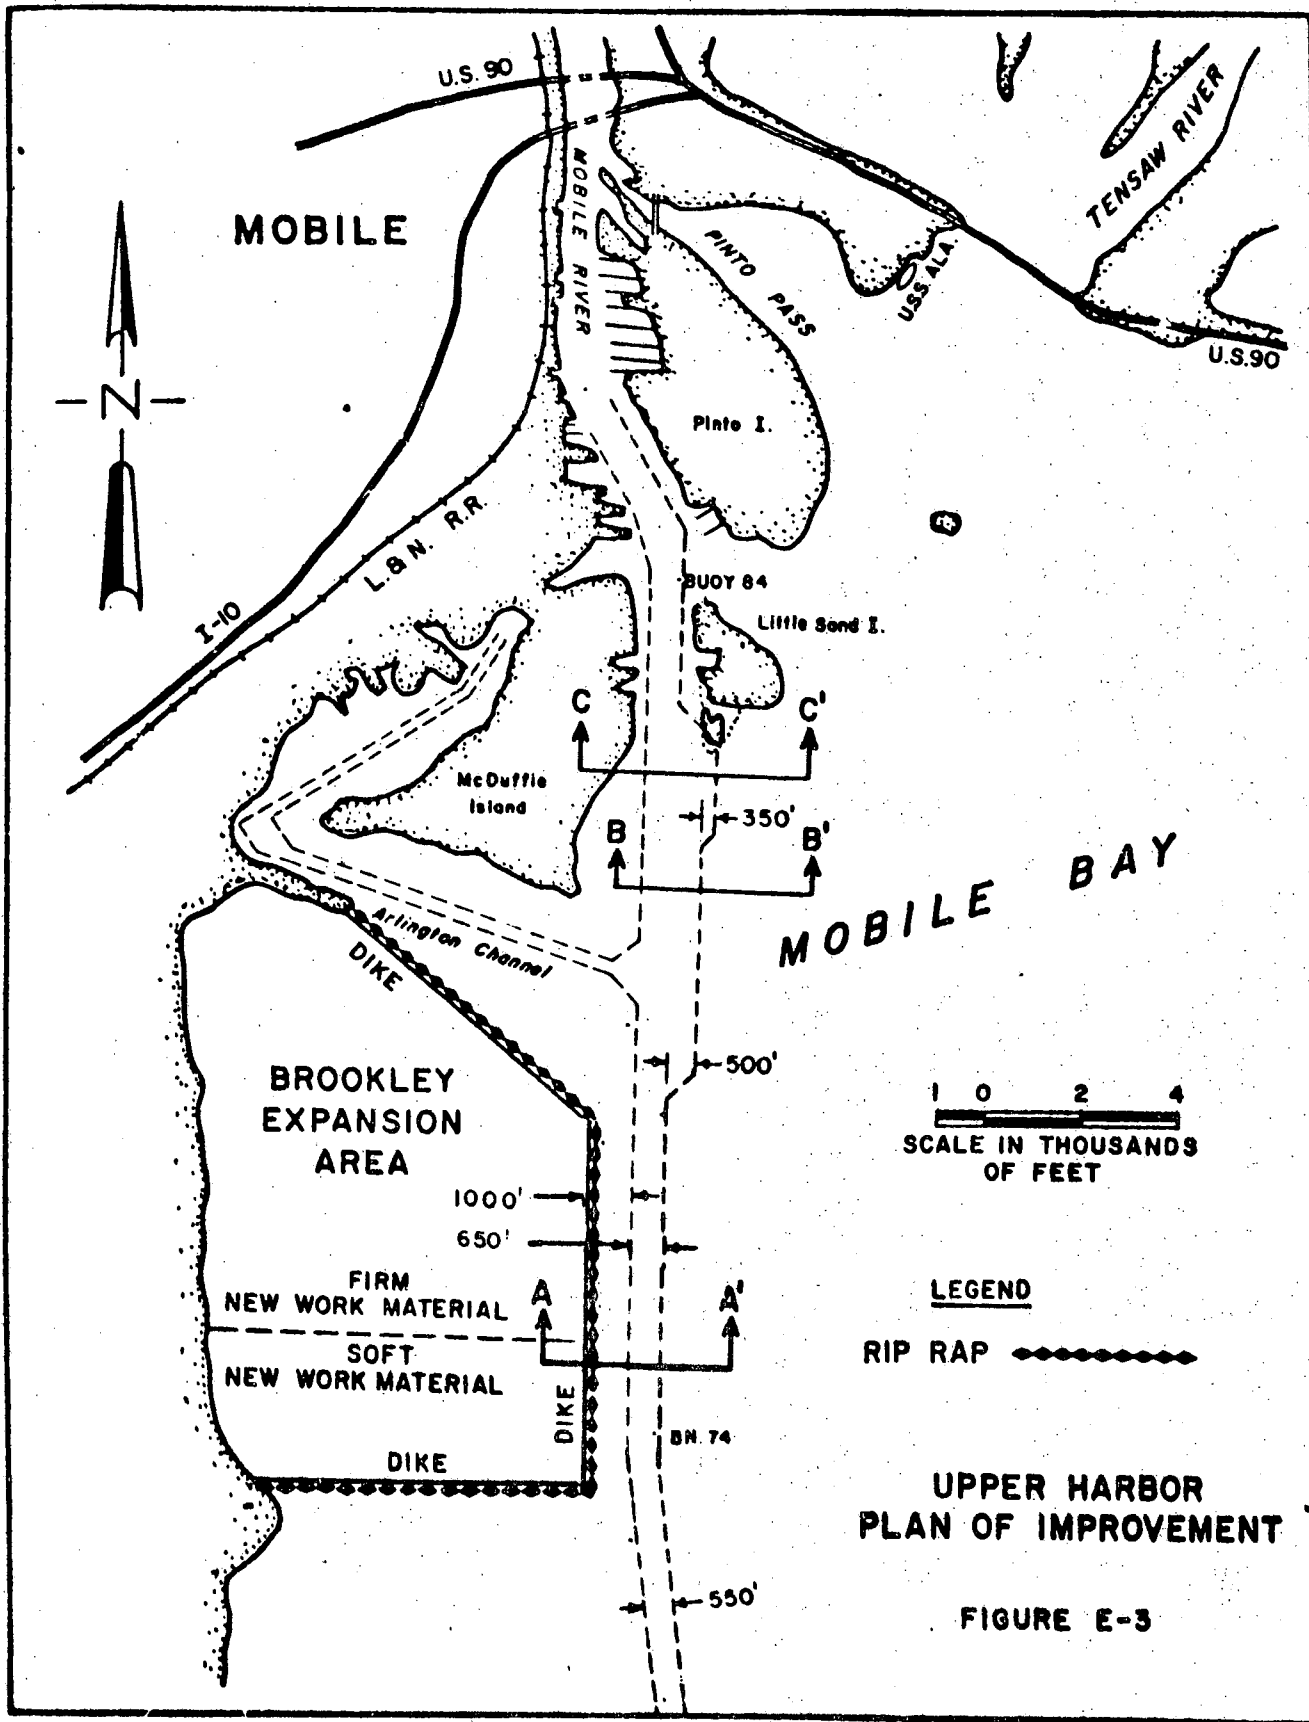 U.S. 90
TENSAW RIVER
MOBILE RIVER
MOBILE
PINTO PASS
U.S.S. ALA.
U.S.90
N
Pinto I.
L.&N. R.R.
BUOY 84
I-10
Little Sand I.
C
C'
McDuffie
Island
350'
B
B'
MOBILE BAY
Arlington Channel
DIKE
500'
BROOKLEY
EXPANSION
AREA
1 0 2 4
SCALE IN THOUSANDS
OF FEET
1000'
650'
FIRM
NEW WORK MATERIAL
A
A'
LEGEND
SOFT
NEW WORK MATERIAL
RIP RAP
DIKE
BN. 74
DIKE
UPPER HARBOR
PLAN OF IMPROVEMENT
550'
FIGURE E-3